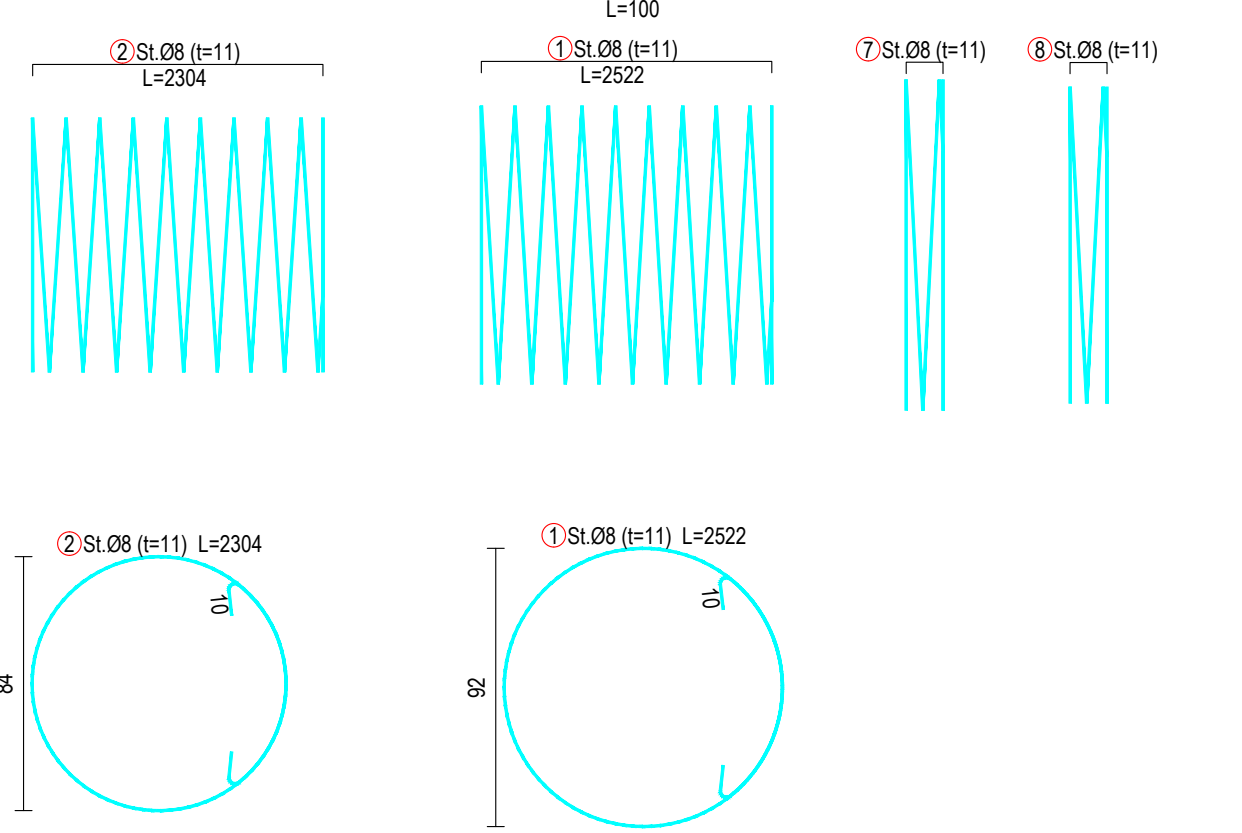 L=100
② St.Ø8 (t=11)
L=2304
① St.Ø8 (t=11)
L=2522
⑦ St.Ø8 (t=11)
⑧ St.Ø8 (t=11)
② St.Ø8 (t=11) L=2304
10
84
① St.Ø8 (t=11) L=2522
10
92